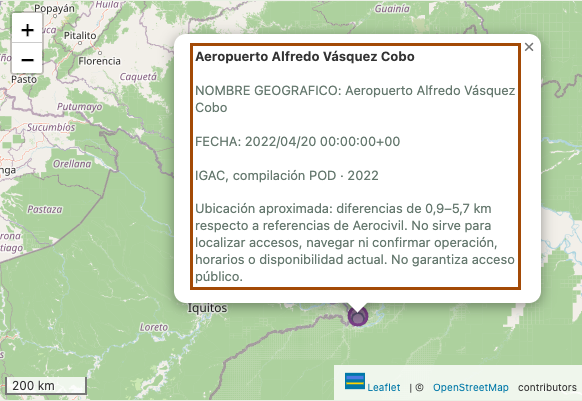 Popayán
Huila
+
Pitalito
−
Florencia
Pasto
Caquetá
Putumayo
Sucumbíos
Orellana
Pastaza
Loreto
Iquitos
×
Aeropuerto Alfredo Vásquez Cobo
NOMBRE GEOGRAFICO: Aeropuerto Alfredo Vásquez
Cobo
FECHA: 2022/04/20 00:00:00+00
IGAC, compilación POD · 2022
Ubicación aproximada: diferencias de 0,9–5,7 km
respecto a referencias de Aerocivil. No sirve para
localizar accesos, navegar ni confirmar operación,
horarios o disponibilidad actual. No garantiza acceso
público.
200 km
Leaflet | © OpenStreetMap contributors